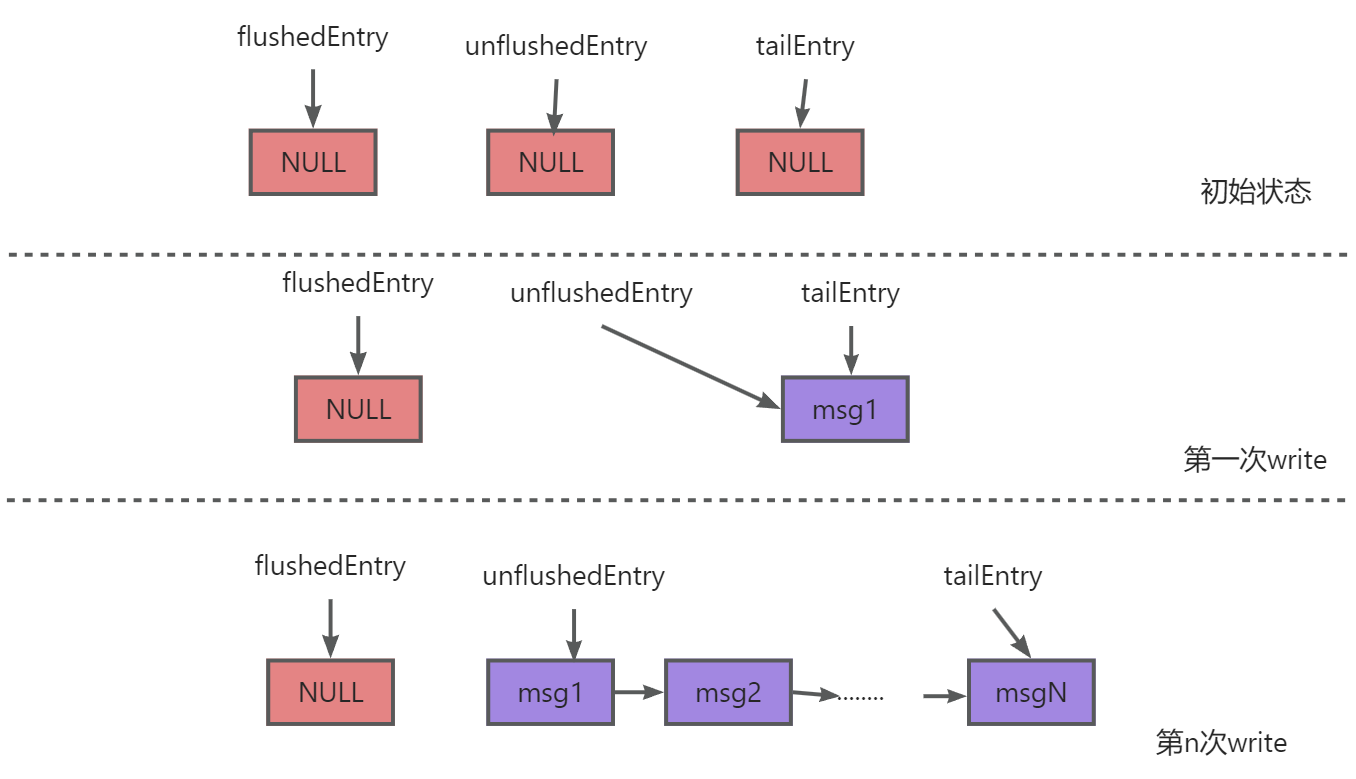 flushedEntry
unflushedEntry
tailEntry
NULL
NULL
NULL
初始状态
flushedEntry
unflushedEntry
tailEntry
NULL
msg1
第一次write
flushedEntry
unflushedEntry
tailEntry
NULL
msg1
msg2
........
msgN
第n次write